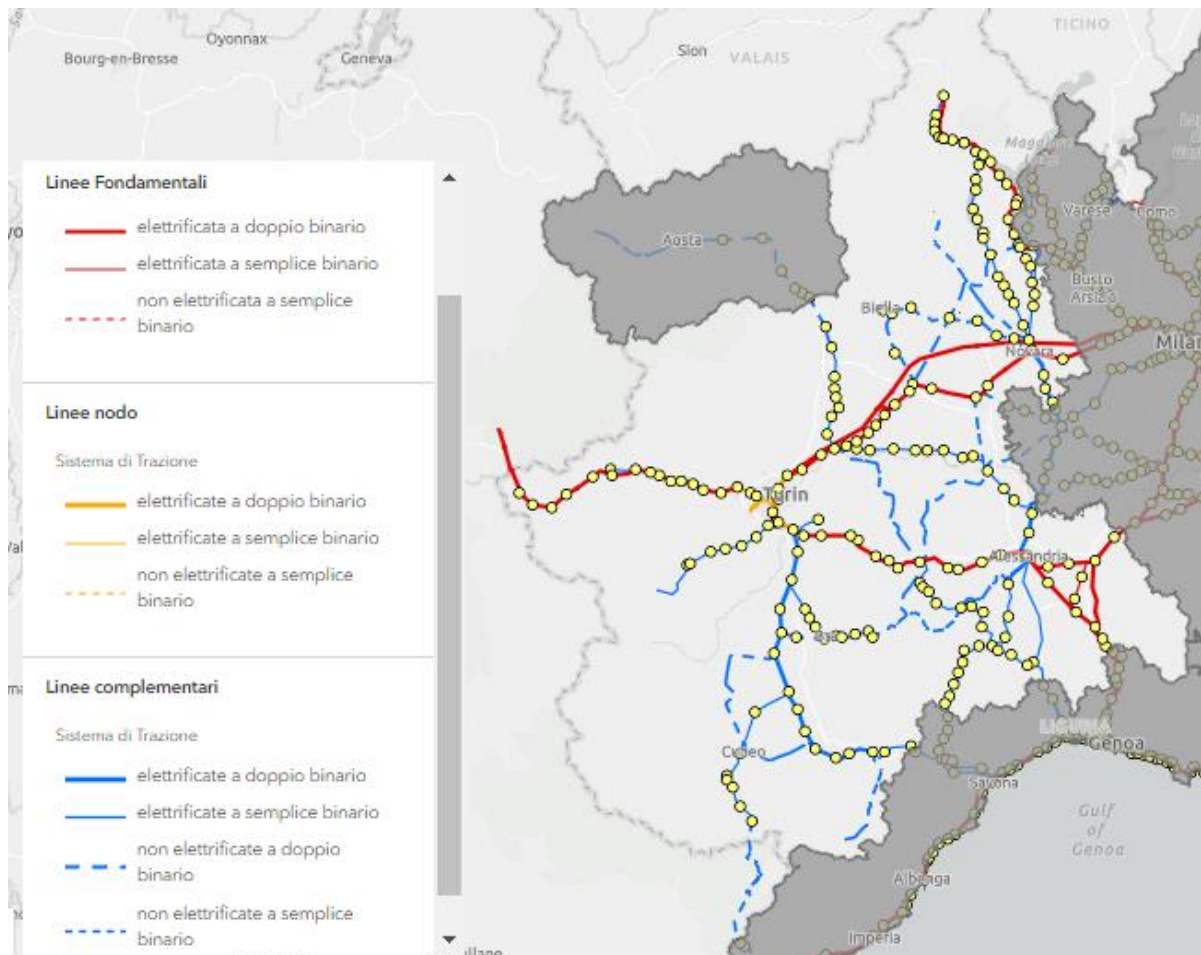 TICINO
Oyonnax
Sion
VALAIS
Bourg-en-Bresse
Geneva
Linee Fondamentali
elettrificata a doppio binario
elettrificata a semplice binario
non elettrificata a semplice
binario
Linee nodo
Sistema di Trazione
elettrificate a doppio binario
elettrificate a semplice binario
non elettrificate a semplice
binario
Linee complementari
Sistema di Trazione
elettrificate a doppio binario
elettrificate a semplice binario
non elettrificate a doppio
binario
non elettrificate a semplice
binario
Varese
Como
Aosta
Busto
Arsizio
Biella
Novara
Turin
Alessandria
Cuneo
LIGURIA
Genoa
Savona
Gulf
of
Genoa
Albenga
Imperia